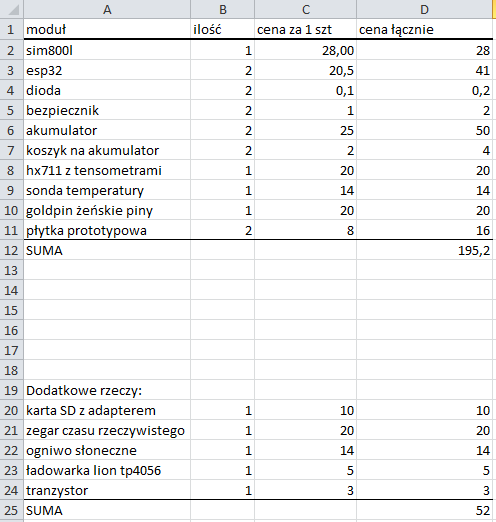 A B C D
1 moduł ilość cena za 1 szt cena łącznie
2 sim800l 1 28,00 28
3 esp32 2 20,5 41
4 dioda 2 0,1 0,2
5 bezpiecznik 2 1 2
6 akumulator 2 25 50
7 koszyk na akumulator 2 2 4
8 hx711 z tensometrami 1 20 20
9 sonda temperatury 1 14 14
10 goldpin żeńskie piny 1 20 20
11 płytka prototypowa 2 8 16
12 SUMA 195,2
13
14
15
16
17
18
19 Dodatkowe rzeczy:
20 karta SD z adapterem 1 10 10
21 zegar czasu rzeczywistego 1 20 20
22 ogniwo słoneczne 1 14 14
23 ładowarka lion tp4056 1 5 5
24 tranzystor 1 3 3
25 SUMA 52